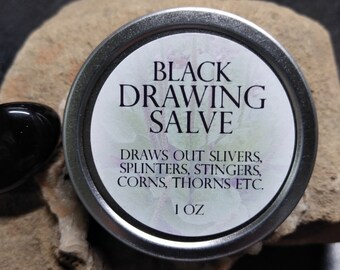 BLACK
DRAWING
SALVE
DRAWS OUT SLIVERS,
SPLINTERS, STINGERS,
CORNS, THORNS ETC.
1 OZ